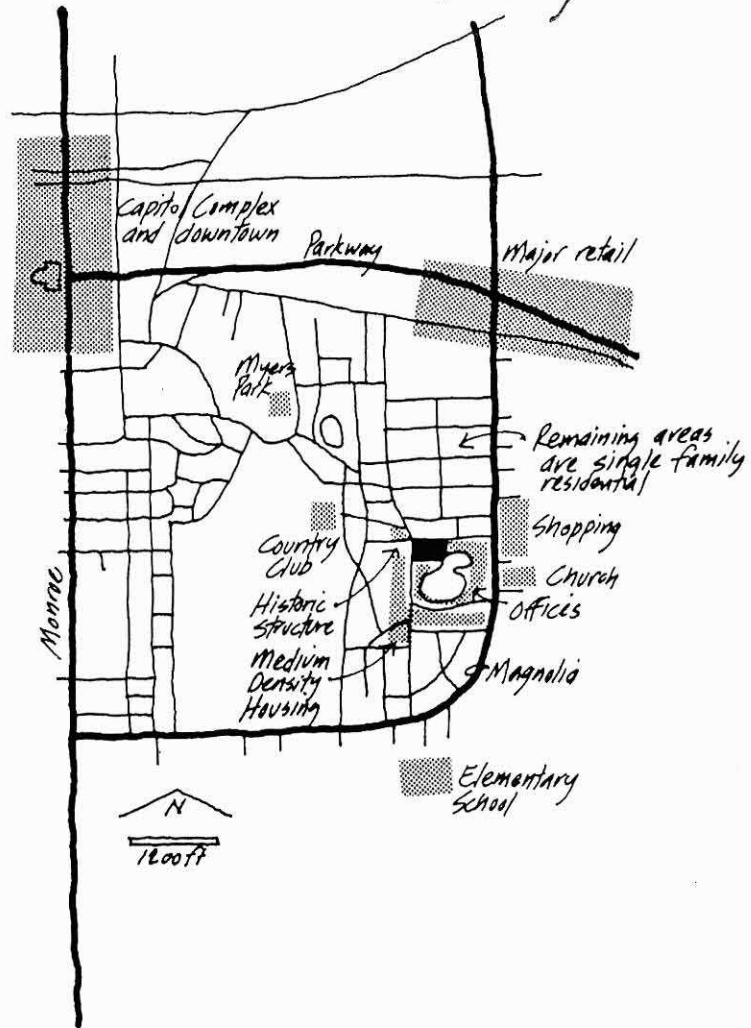 Capitol Complex
and downtown
Parkway
Major retail
Myers
Park
Remaining areas
are single family
residential
Shopping
Country
Club
Church
Historic
structure
Offices
Monroe
Medium
Density
Housing
Magnolia
Elementary
School
N
1200ft